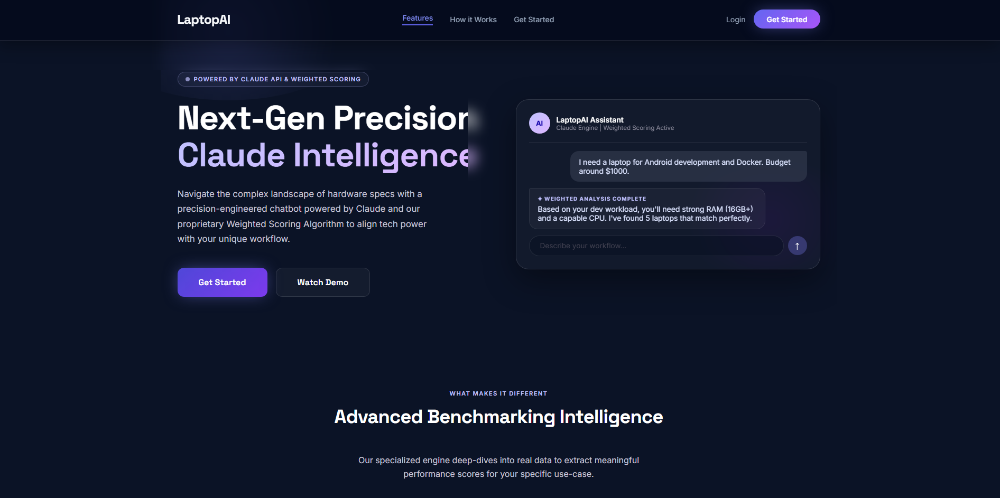 LaptopAI
Features
How it Works
Get Started
Login
Get Started
POWERED BY CLAUDE API & WEIGHTED SCORING
Next-Gen Precision
Claude Intelligence
Navigate the complex landscape of hardware specs with a
precision-engineered chatbot powered by Claude and our
proprietary Weighted Scoring Algorithm to align tech power
with your unique workflow.
Get Started
Watch Demo
AI
LaptopAI Assistant
Claude Engine | Weighted Scoring Active
I need a laptop for Android development and Docker. Budget
around $1000.
✦ WEIGHTED ANALYSIS COMPLETE
Based on your dev workload, you'll need strong RAM (16GB+)
and a capable CPU. I've found 5 laptops that match perfectly.
Describe your workflow...
↑
WHAT MAKES IT DIFFERENT
Advanced Benchmarking Intelligence
Our specialized engine deep-dives into real data to extract meaningful
performance scores for your specific use-case.